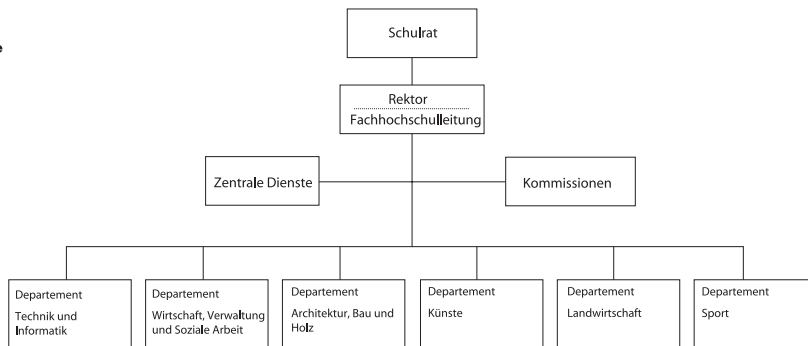 Schulrat
e
Rektor
Fachhochschulleitung
Zentrale Dienste
Kommissionen
Departement
Technik und
Informatik
Departement
Wirtschaft, Verwaltung
und Soziale Arbeit
Departement
Architektur, Bau und
Holz
Departement
Künste
Departement
Landwirtschaft
Departement
Sport